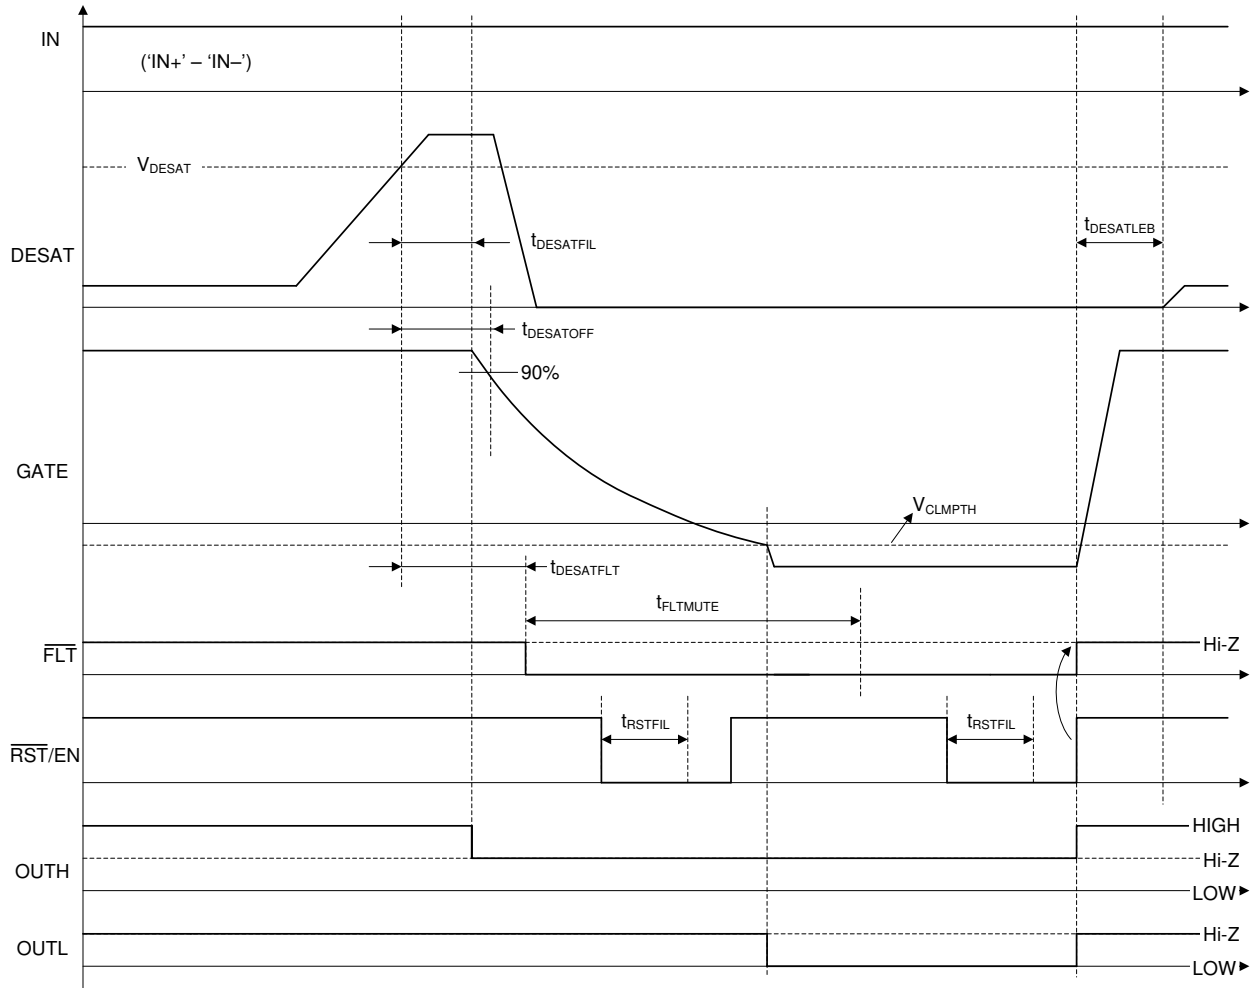 IN
('IN+' – 'IN–')
VDESAT
tDESATLEB
tDESATFIL
DESAT
tDESATOFF
90%
GATE
VCLMPTH
tDESATFLT
tFLTMUTE
FLT
Hi-Z
tRSTFIL
tRSTFIL
RST/EN
HIGH
Hi-Z
OUTH
LOW
Hi-Z
OUTL
LOW